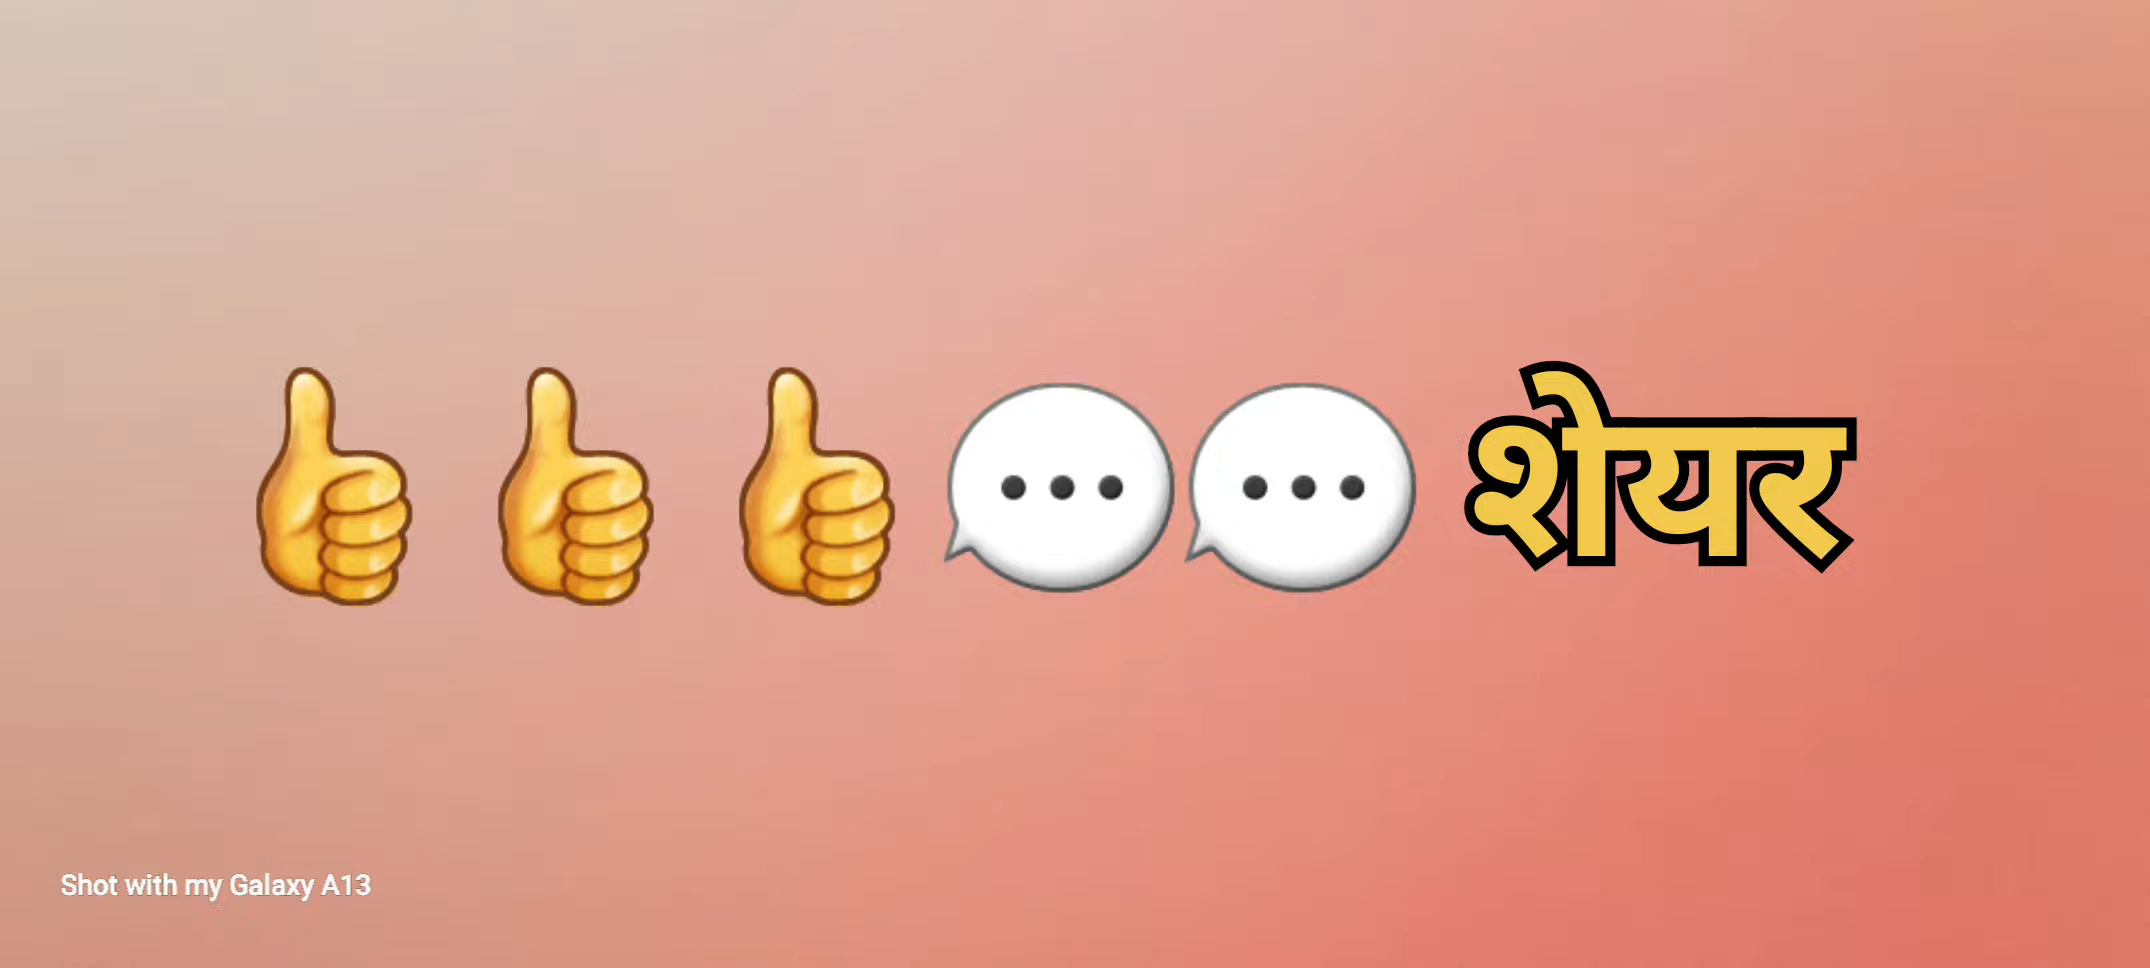 👍👍👍💬💬 शेयर
Shot with my Galaxy A13